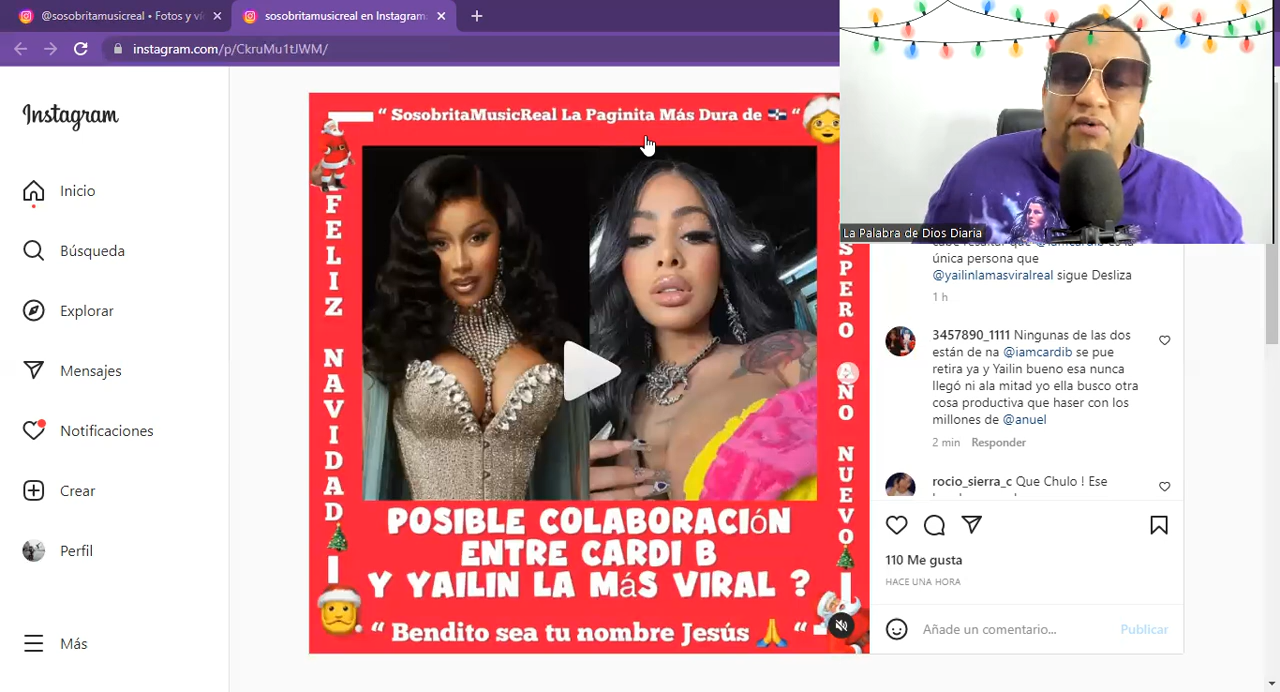 @sosobritamusicreal • Fotos y ví
sosobritamusicreal en Instagram:
instagram.com/p/CkruMu1tJWM/
Instagram
Inicio
Búsqueda
Explorar
Mensajes
Notificaciones
Crear
Perfil
Más
“ SosobritaMusicReal La Paginita Más Dura de 🇩🇴 “
FELIZ NAVIDAD
AÑO NUEVO
POSIBLE COLABORACIÓN
ENTRE CARDI B
Y YAILIN LA MáS VIRAL ?
“ Bendito sea tu nombre Jesús 🙏 “
La Palabra de Dios Diaria
única persona que
@yailinlamasviralreal sigue Desliza
1 h
3457890_1111 Ningunas de las dos
están de na @iamcardib se pue
retira ya y Yailin bueno esa nunca
llegó ni ala mitad yo ella busco otra
cosa productiva que haser con los
millones de @anuel
2 min Responder
rocio_sierra_c Que Chulo ! Ese
110 Me gusta
HACE UNA HORA
Añade un comentario...
Publicar